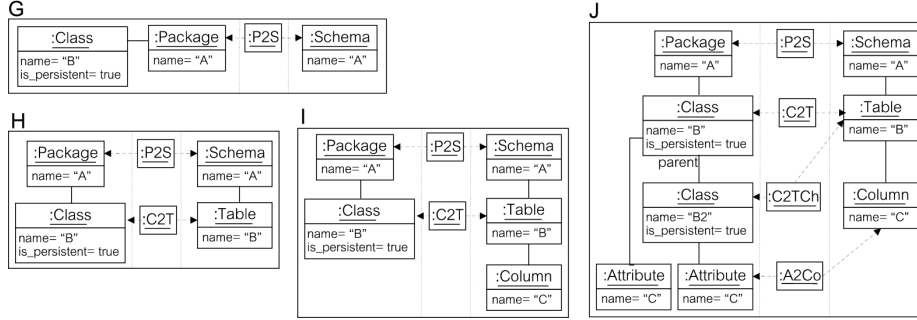 G
:Class
name= “B”
is_persistent= true
:Package
name= “A”
:P2S
:Schema
name= “A”
H
:Package
name= “A”
:P2S
:Schema
name= “A”
:Class
name= “B”
is_persistent= true
:C2T
:Table
name= “B”
I
:Package
name= “A”
:P2S
:Schema
name= “A”
:Class
name= “B”
is_persistent= true
:C2T
:Table
name= “B”
:Column
name= “C”
J
:Package
name= “A”
:P2S
:Schema
name= “A”
:Class
name= “B”
is_persistent= true
:C2T
:Table
name= “B”
parent
:Class
name= “B2”
is_persistent= true
:C2TCh
:Column
name= “C”
:Attribute
name= “C”
:Attribute
name= “C”
:A2Co